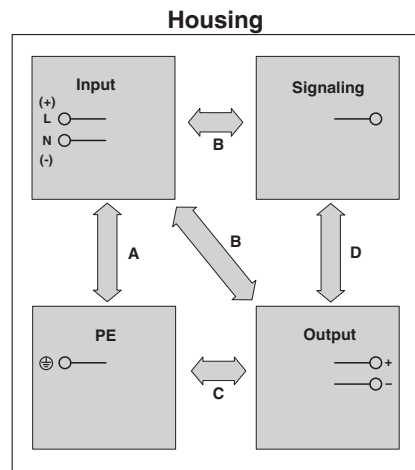 Housing
Input
(+)
L
N
(-)
Signaling
B
A
B
D
PE
Output
+
−
C